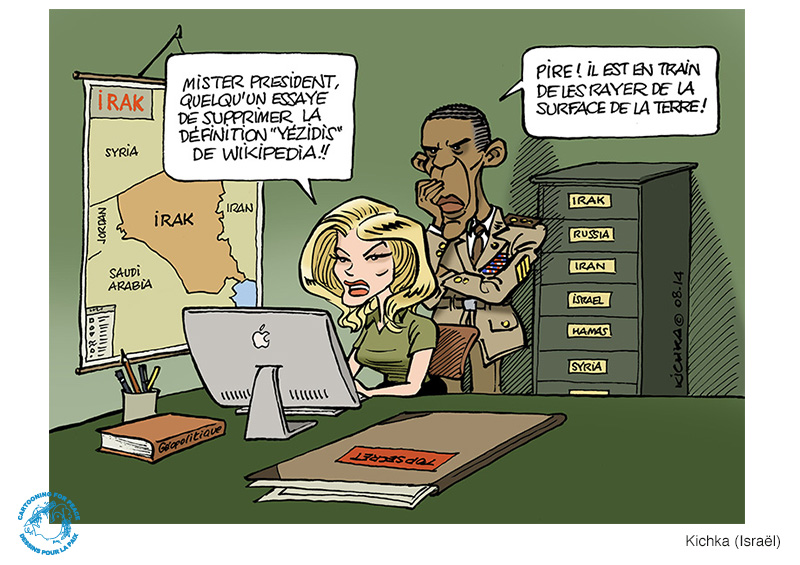 MISTER PRESIDENT,
QUELQU'UN ESSAYE
DE SUPPRIMER LA
DÉFINITION "YÉZIDIS"
DE WIKIPEDIA!!
PIRE! IL EST EN TRAIN
DE LES RAYER DE LA
SURFACE DE LA TERRE!
IRAK
SYRIA
IRAK
IRAN
JORDAN
SAUDI
ARABIA
IRAK
RUSSIA
IRAN
ISRAEL
HAMAS
SYRIA
KICHKA © 08.14
Géopolitique
TOP SECRET
CARTOONING FOR PEACE
DESSINS POUR LA PAIX
Kichka (Israël)